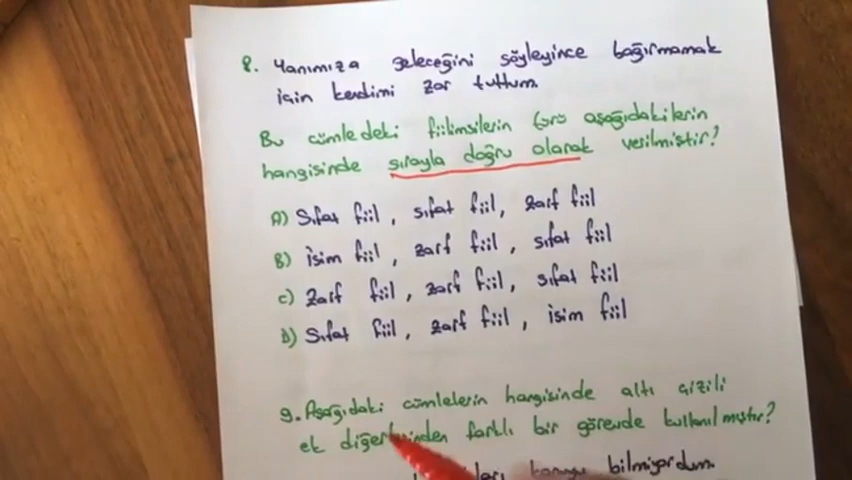 8. Yanımıza geleceğini söyleyince bağırmamak
için kendimi zor tuttum.
Bu cümledeki fiilimsilerin türü aşağıdakilerin
hangisinde sırayla doğru olarak verilmiştir?
A) Sıfat fiil, sıfat fiil, zarf fiil
B) isim fiil, zarf fiil, sıfat fiil
C) Zarf fiil, zarf fiil, sıfat fiil
D) Sıfat fiil, zarf fiil, isim fiil
9. Aşağıdaki cümlelerin hangisinde altı çizili
ek diğerlerinden farklı bir görevde kullanılmıştır?
konuyu bilmiyordum.